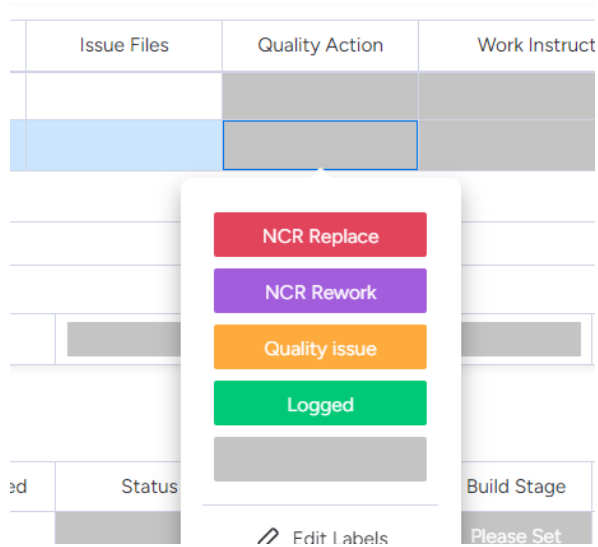 Issue Files Quality Action Work Instruct
NCR Replace
NCR Rework
Quality issue
Logged
ed Status Build Stage
Edit Labels Please Set